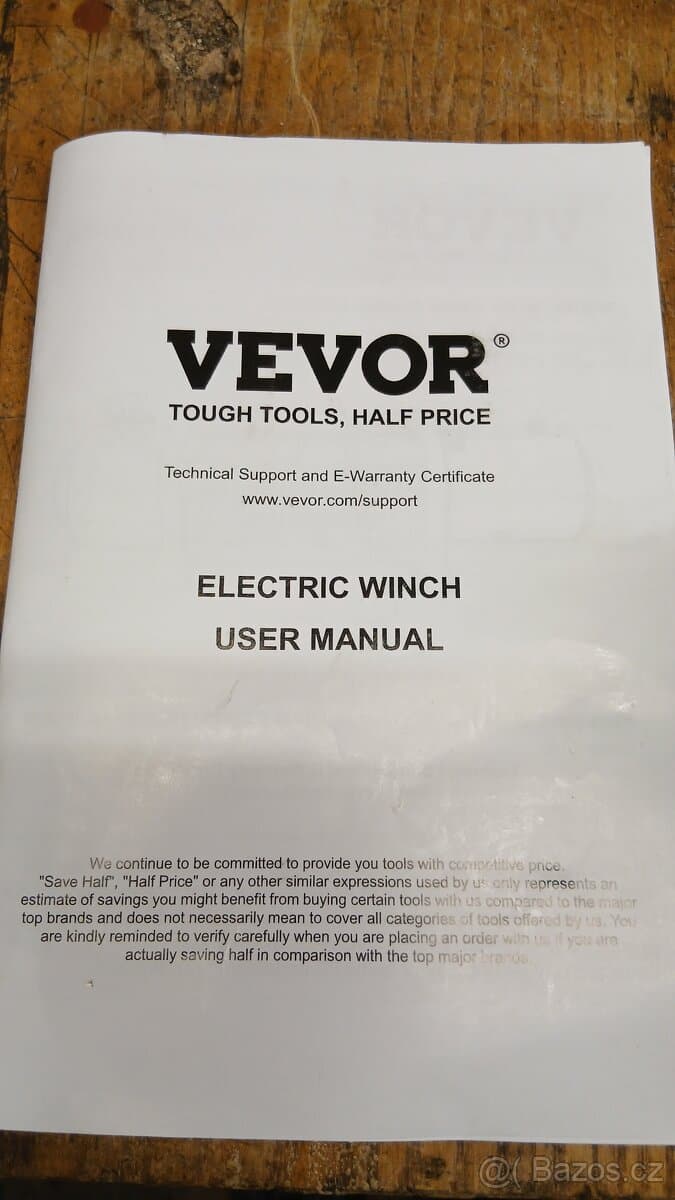 VEVOR®
TOUGH TOOLS, HALF PRICE
Technical Support and E-Warranty Certificate
www.vevor.com/support
ELECTRIC WINCH
USER MANUAL
We continue to be committed to provide you tools with competitive price.
"Save Half", "Half Price" or any other similar expressions used by us only represents an
estimate of savings you might benefit from buying certain tools with us compared to the major
top brands and does not necessarily mean to cover all categories of tools offered by us. You
are kindly reminded to verify carefully when you are placing an order with us if you are
actually saving half in comparison with the top major brands.
@( Bazos.cz